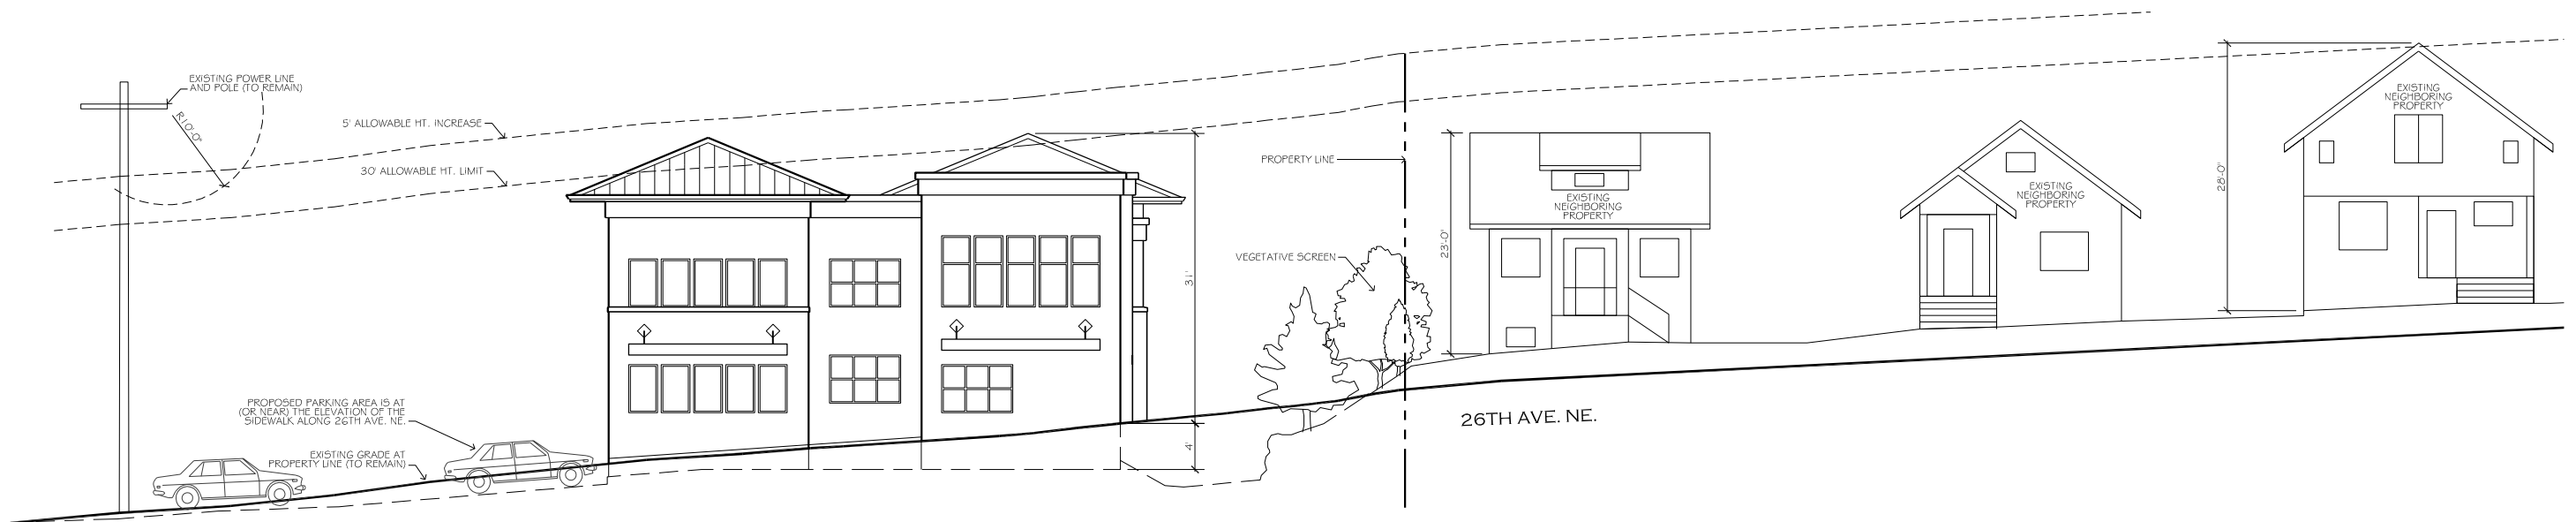 EXISTING POWER LINE
AND POLE (TO REMAIN)
R10'-0"
5' ALLOWABLE HT. INCREASE
30' ALLOWABLE HT. LIMIT
PROPOSED PARKING AREA IS AT
(OR NEAR) THE ELEVATION OF THE
SIDEWALK ALONG 26TH AVE. NE.
EXISTING GRADE AT
PROPERTY LINE (TO REMAIN)
31'
4'
PROPERTY LINE
VEGETATIVE SCREEN
23'-0"
EXISTING
NEIGHBORING
PROPERTY
26TH AVE. NE.
EXISTING
NEIGHBORING
PROPERTY
28'-0"
EXISTING
NEIGHBORING
PROPERTY